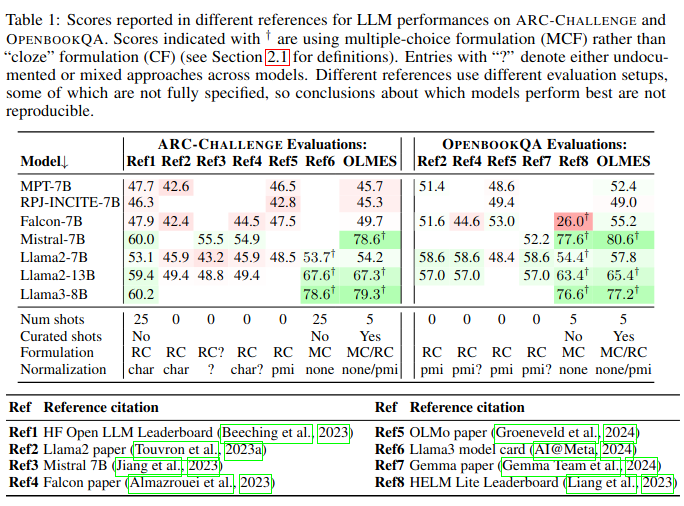 Table 1: Scores reported in different references for LLM performances on ARC-CHALLENGE and
OPENBOOKQA. Scores indicated with † are using multiple-choice formulation (MCF) rather than
“cloze” formulation (CF) (see Section 2.1 for definitions). Entries with “?” denote either undocu-
mented or mixed approaches across models. Different references use different evaluation setups,
some of which are not fully specified, so conclusions about which models perform best are not
reproducible.
ARC-CHALLENGE Evaluations: OPENBOOKQA Evaluations:
Model↓ Ref1 Ref2 Ref3 Ref4 Ref5 Ref6 OLMES Ref2 Ref4 Ref5 Ref7 Ref8 OLMES
MPT-7B 47.7 42.6 46.5 45.7 51.4 48.6 52.4
RPJ-INCITE-7B 46.3 42.8 45.3 49.4 49.0
Falcon-7B 47.9 42.4 44.5 47.5 49.7 51.6 44.6 53.0 26.0† 55.2
Mistral-7B 60.0 55.5 54.9 78.6† 52.2 77.6† 80.6†
Llama2-7B 53.1 45.9 43.2 45.9 48.5 53.7† 54.2 58.6 58.6 48.4 58.6 54.4† 57.8
Llama2-13B 59.4 49.4 48.8 49.4 67.6† 67.3† 57.0 57.0 57.0 63.4† 65.4†
Llama3-8B 60.2 78.6† 79.3† 76.6† 77.2†
Num shots 25 0 0 0 0 25 5 0 0 0 0 5 5
Curated shots No No Yes No Yes
Formulation RC RC RC? RC RC MC MC/RC RC RC RC RC MC MC/RC
Normalization char char ? char? pmi none none/pmi pmi pmi? pmi pmi? none none/pmi
Ref Reference citation Ref Reference citation
Ref1 HF Open LLM Leaderboard (Beeching et al., 2023) Ref5 OLMo paper (Groeneveld et al., 2024)
Ref2 Llama2 paper (Touvron et al., 2023a) Ref6 Llama3 model card (AI@Meta, 2024)
Ref3 Mistral 7B (Jiang et al., 2023) Ref7 Gemma paper (Gemma Team et al., 2024)
Ref4 Falcon paper (Almazrouei et al., 2023) Ref8 HELM Lite Leaderboard (Liang et al., 2023)